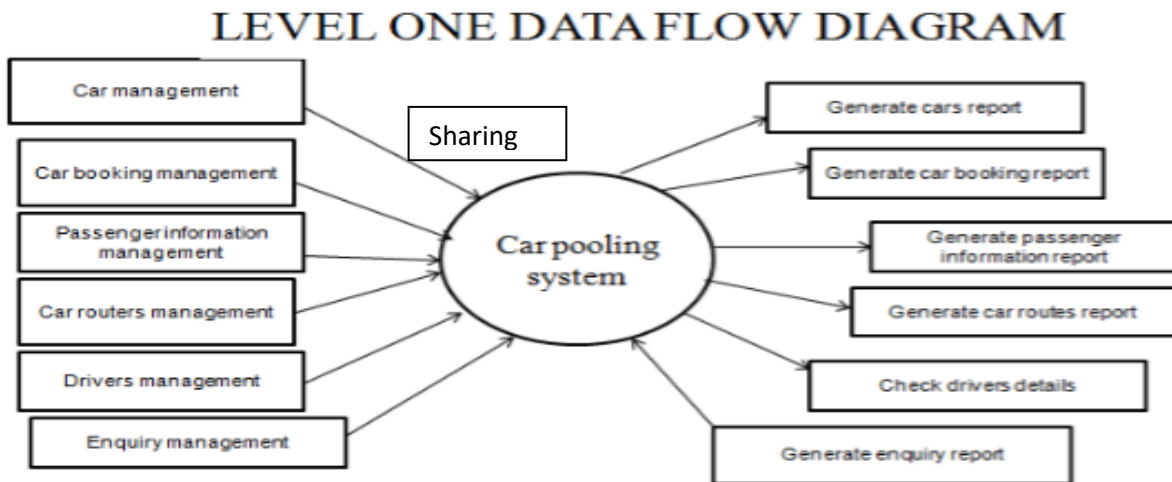 LEVEL ONE DATA FLOW DIAGRAM
Car management
Sharing
Car booking management
Passenger information
management
Car routers management
Drivers management
Enquiry management
Car pooling
system
Generate cars report
Generate car booking report
Generate passenger
information report
Generate car routes report
Check drivers details
Generate enquiry report